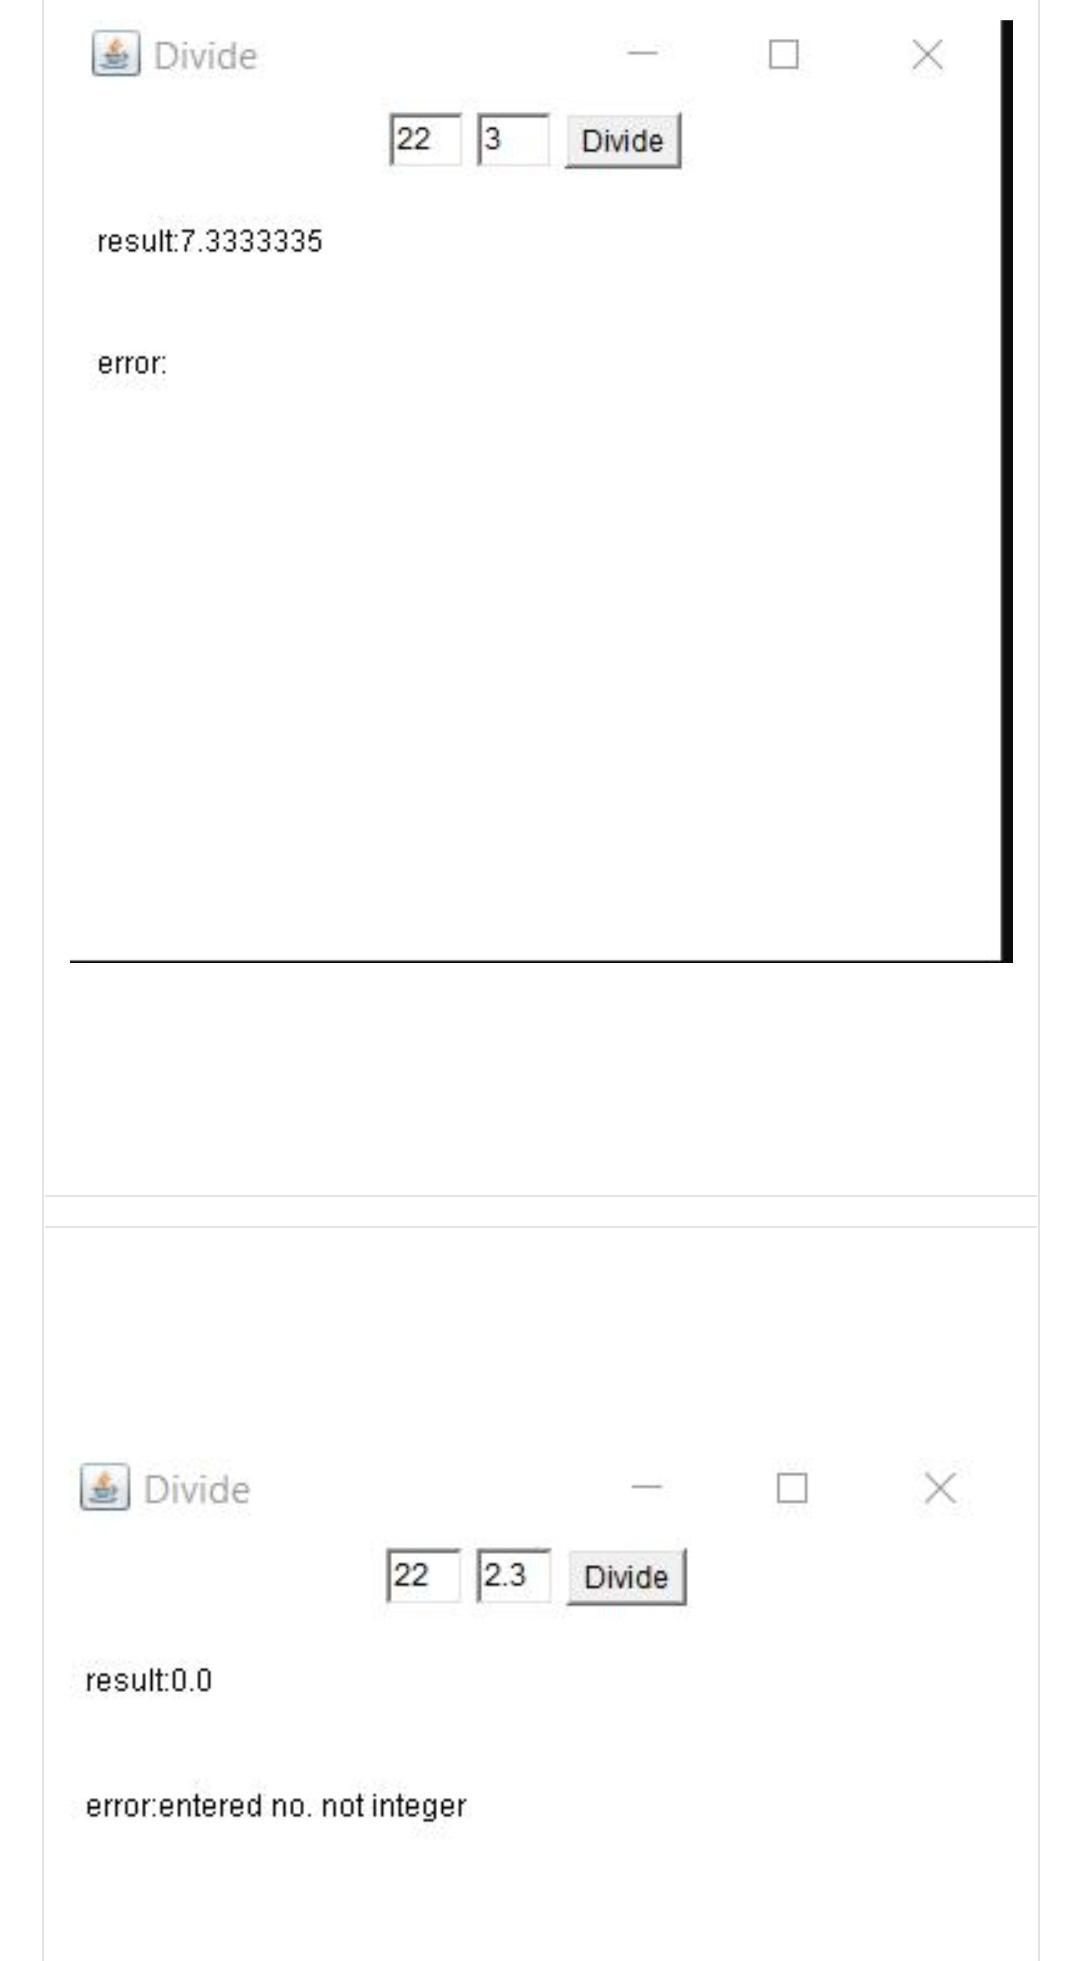 Divide
22 3 Divide
result:7.3333335
error:
Divide
22 2.3 Divide
result:0.0
error:entered no. not integer